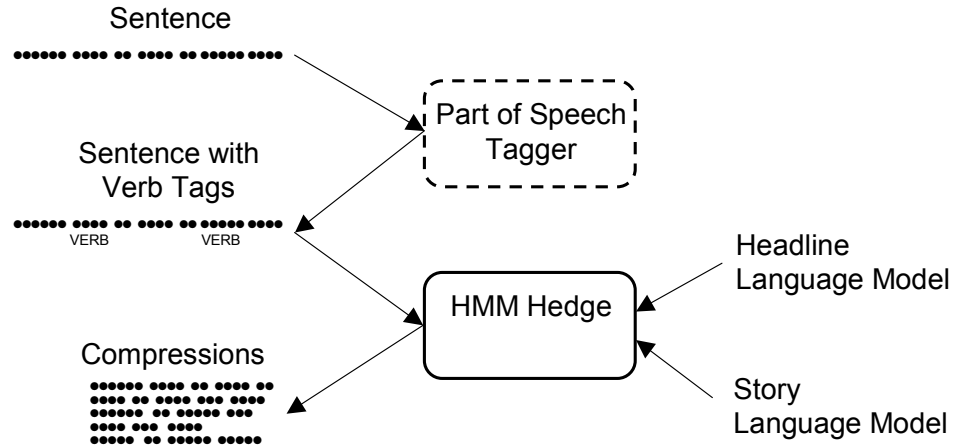 Sentence
Part of Speech
Tagger
Sentence with
Verb Tags
VERB VERB
Headline
Language Model
HMM Hedge
Compressions
Story
Language Model